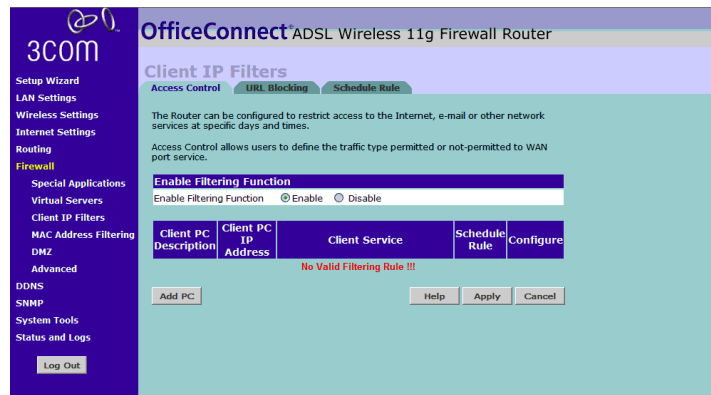 3COM
OfficeConnect® ADSL Wireless 11g Firewall Router
Client IP Filters
Access Control URL Blocking Schedule Rule
Setup Wizard
LAN Settings
Wireless Settings
Internet Settings
Routing
Firewall
Special Applications
Virtual Servers
Client IP Filters
MAC Address Filtering
DMZ
Advanced
DDNS
SNMP
System Tools
Status and Logs
Log Out
The Router can be configured to restrict access to the Internet, e-mail or other network
services at specific days and times.
Access Control allows users to define the traffic type permitted or not-permitted to WAN
port service.
Enable Filtering Function
Enable Filtering Function Enable Disable
Client PC Description Client PC IP Address Client Service Schedule Rule Configure
No Valid Filtering Rule !!!
Add PC Help Apply Cancel